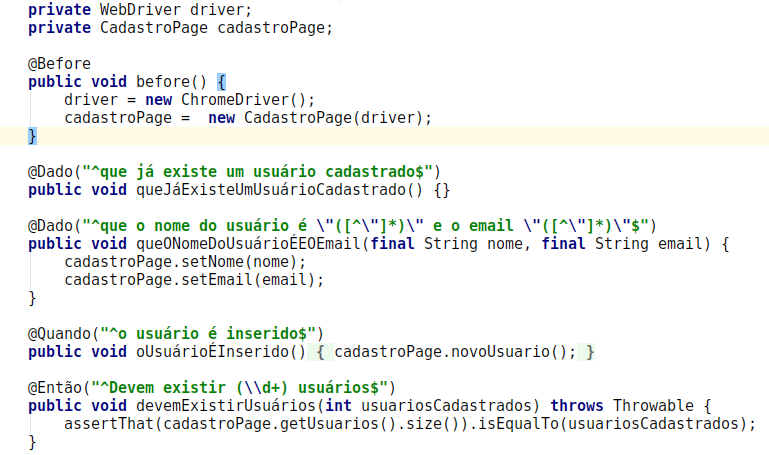 private WebDriver driver;
private CadastroPage cadastroPage;
@Before
public void before() {
driver = new ChromeDriver();
cadastroPage =  new CadastroPage(driver);
}
@Dado("^que já existe um usuário cadastrado$")
public void queJáExisteUmUsuárioCadastrado() {}
@Dado("^que o nome do usuário é \"([^\"]*)\" e o email \"([^\"]*)\"$")
public void queONomeDoUsuárioÉEOEmail(final String nome, final String email) {
cadastroPage.setNome(nome);
cadastroPage.setEmail(email);
}
@Quando("^o usuário é inserido$")
public void oUsuárioÉInserido() { cadastroPage.novoUsuario(); }
@Então("^Devem existir (\\d+) usuários$")
public void devemExistirUsuários(int usuariosCadastrados) throws Throwable {
assertThat(cadastroPage.getUsuarios().size()).isEqualTo(usuariosCadastrados);
}